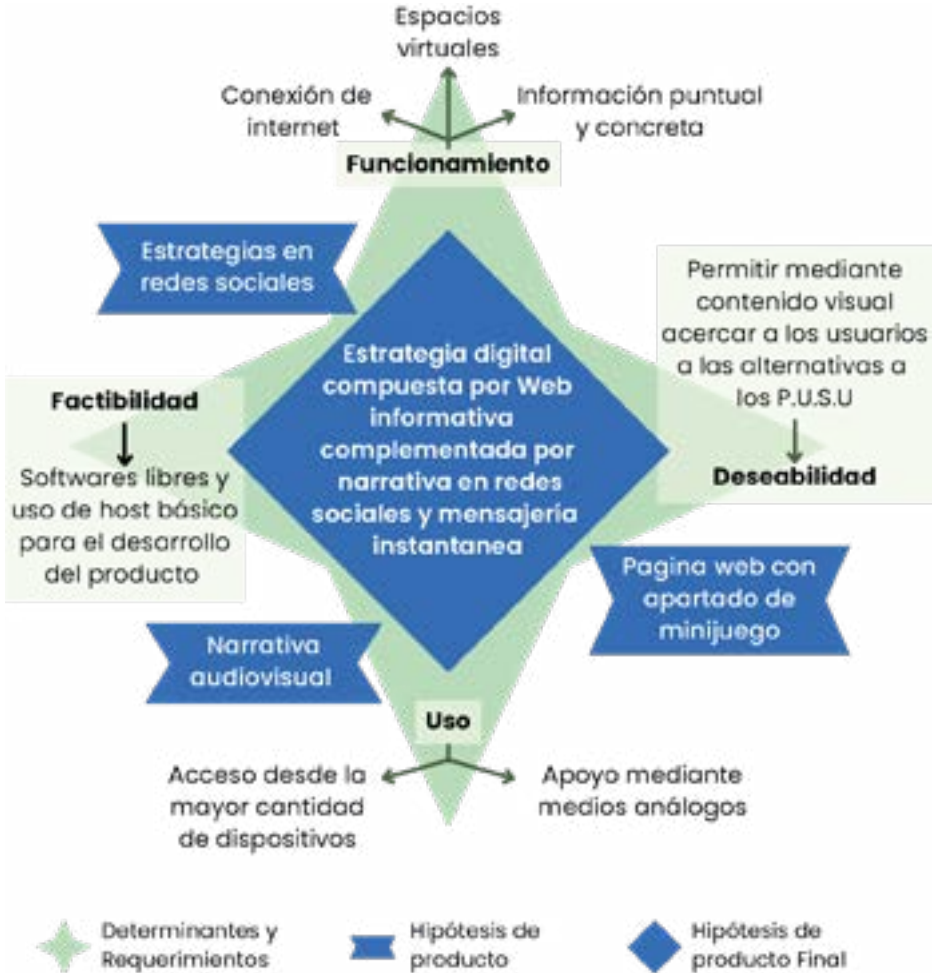 Espacios
virtuales
Conexión de
internet
Información puntual
y concreta
Funcionamiento
Estrategias en
redes sociales
Permitir mediante
contenido visual
acercar a los usuarios
a las alternativas a
los P.U.S.U
Deseabilidad
Factibilidad
Softwares libres y
uso de host básico
para el desarrollo
del producto
Estrategia digital
compuesta por Web
informativa
complementada por
narrativa en redes
sociales y mensajería
instantanea
Pagina web con
apartado de
minijuego
Narrativa
audiovisual
Uso
Acceso desde la
mayor cantidad
de dispositivos
Apoyo mediante
medios análogos
Determinantes y
Requerimientos
Hipótesis de
producto
Hipótesis de
producto Final